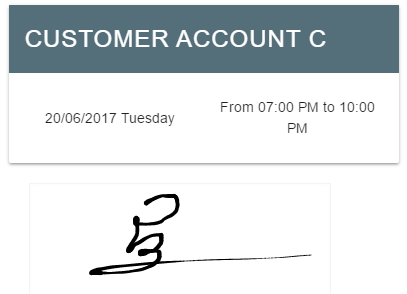 CUSTOMER ACCOUNT C
20/06/2017 Tuesday
From 07:00 PM to 10:00
PM